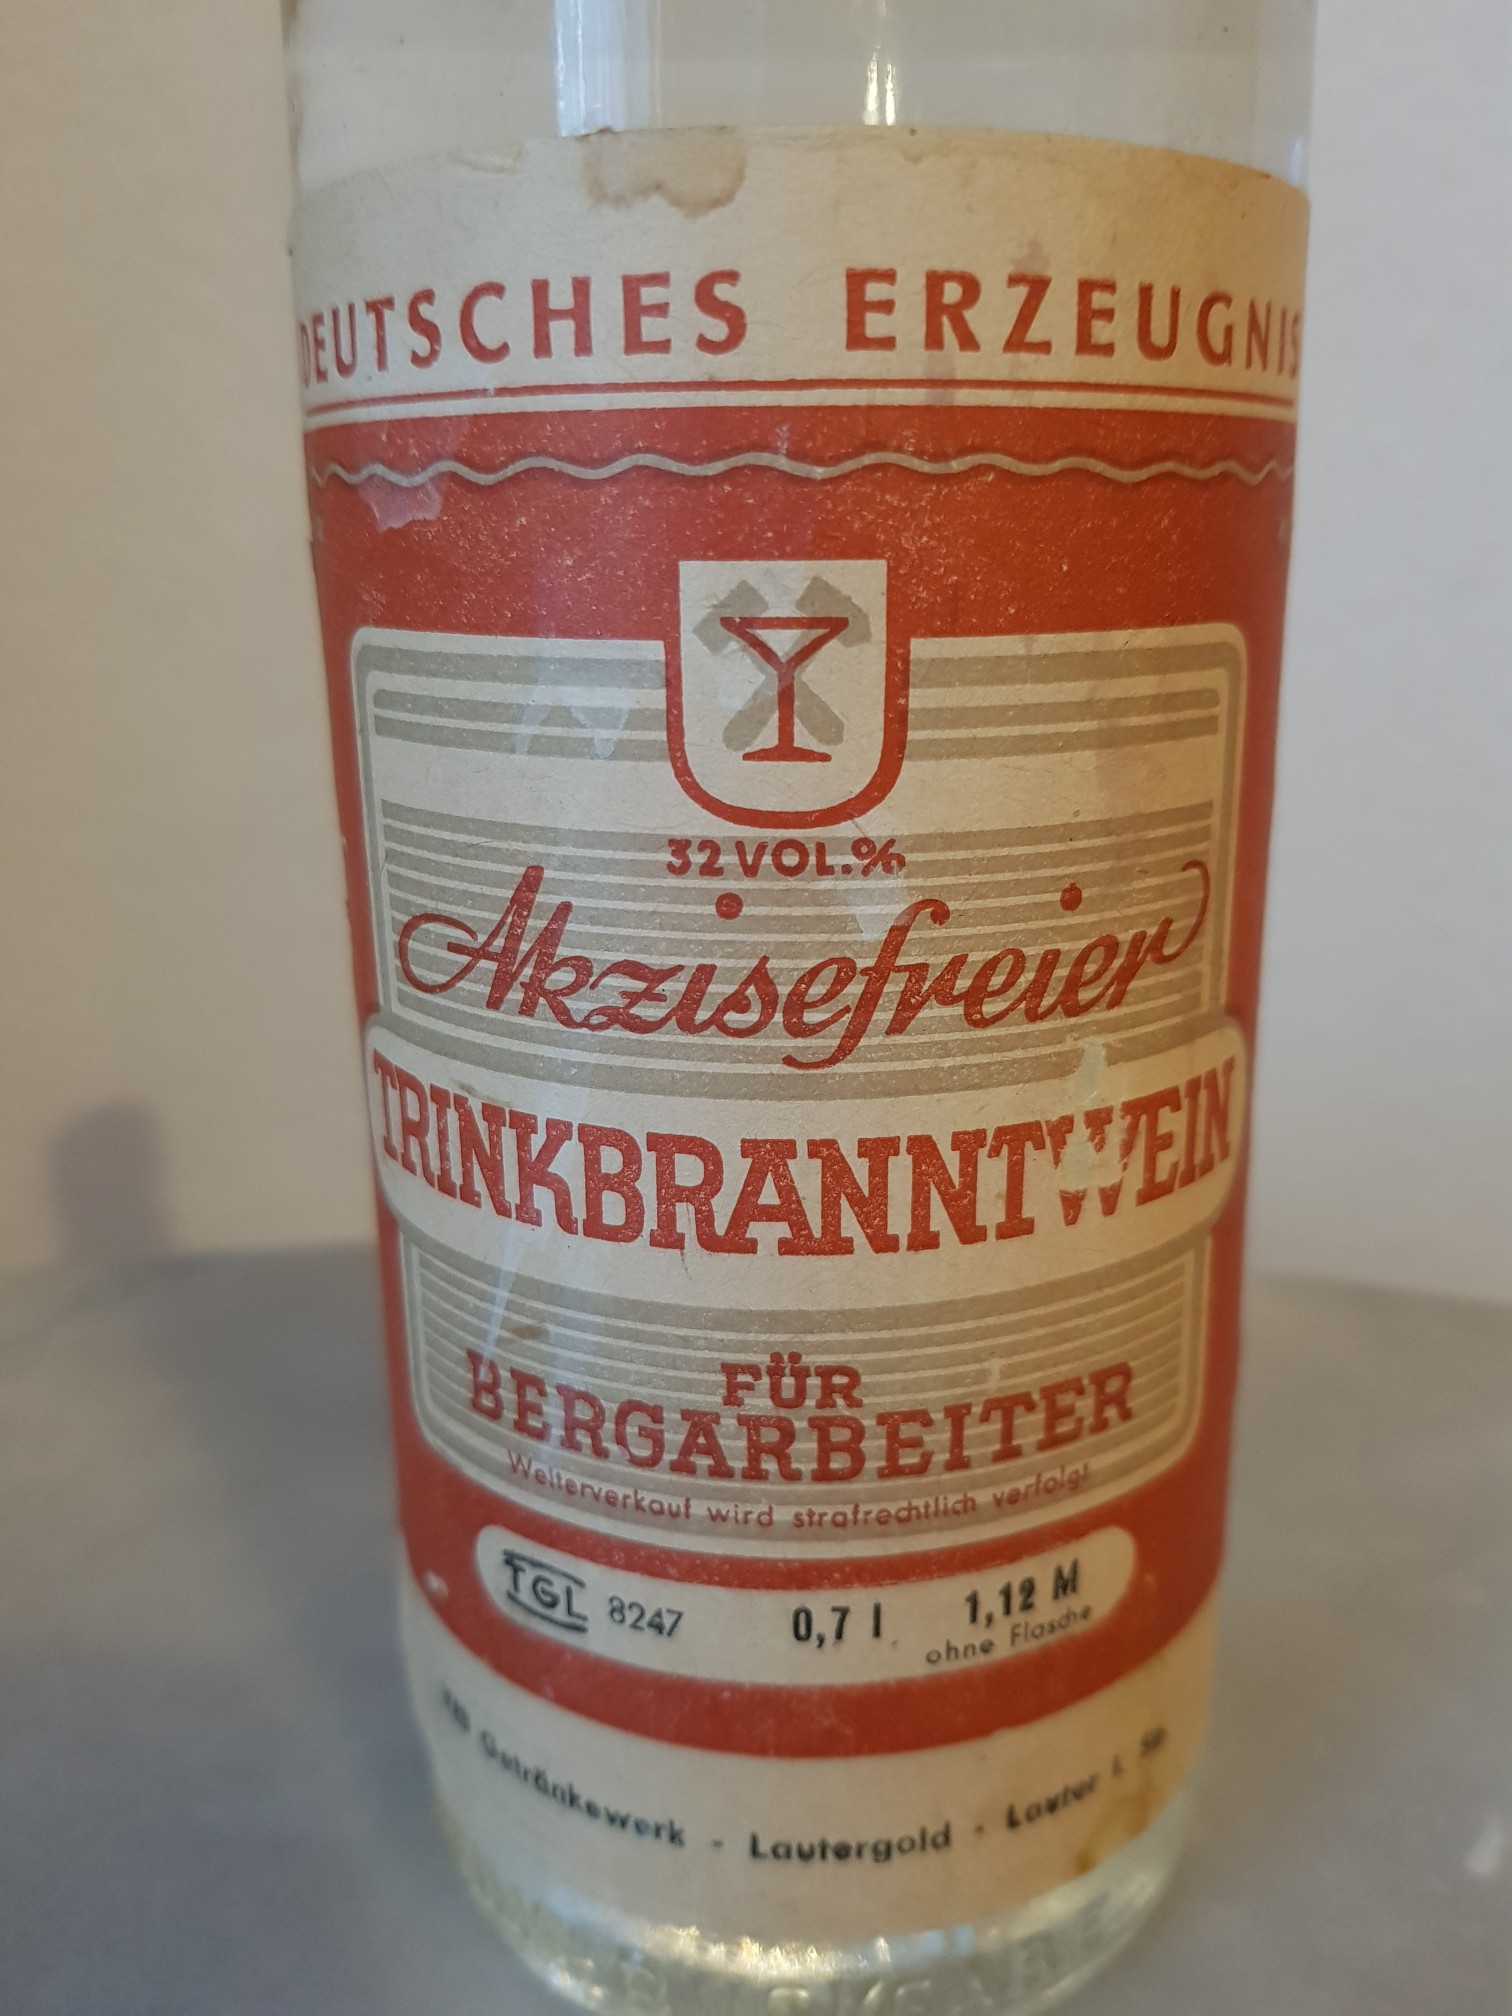 DEUTSCHES ERZEUGNIS
32 VOL.%
Akzisefreier
TRINKBRANNTWEIN
FÜR
BERGARBEITER
Weiterverkauf wird strafrechtlich verfolgt
TGL 8247 0,7 l 1,12 M
ohne Flasche
Getränkewerk - Lautergold - Lauter i.